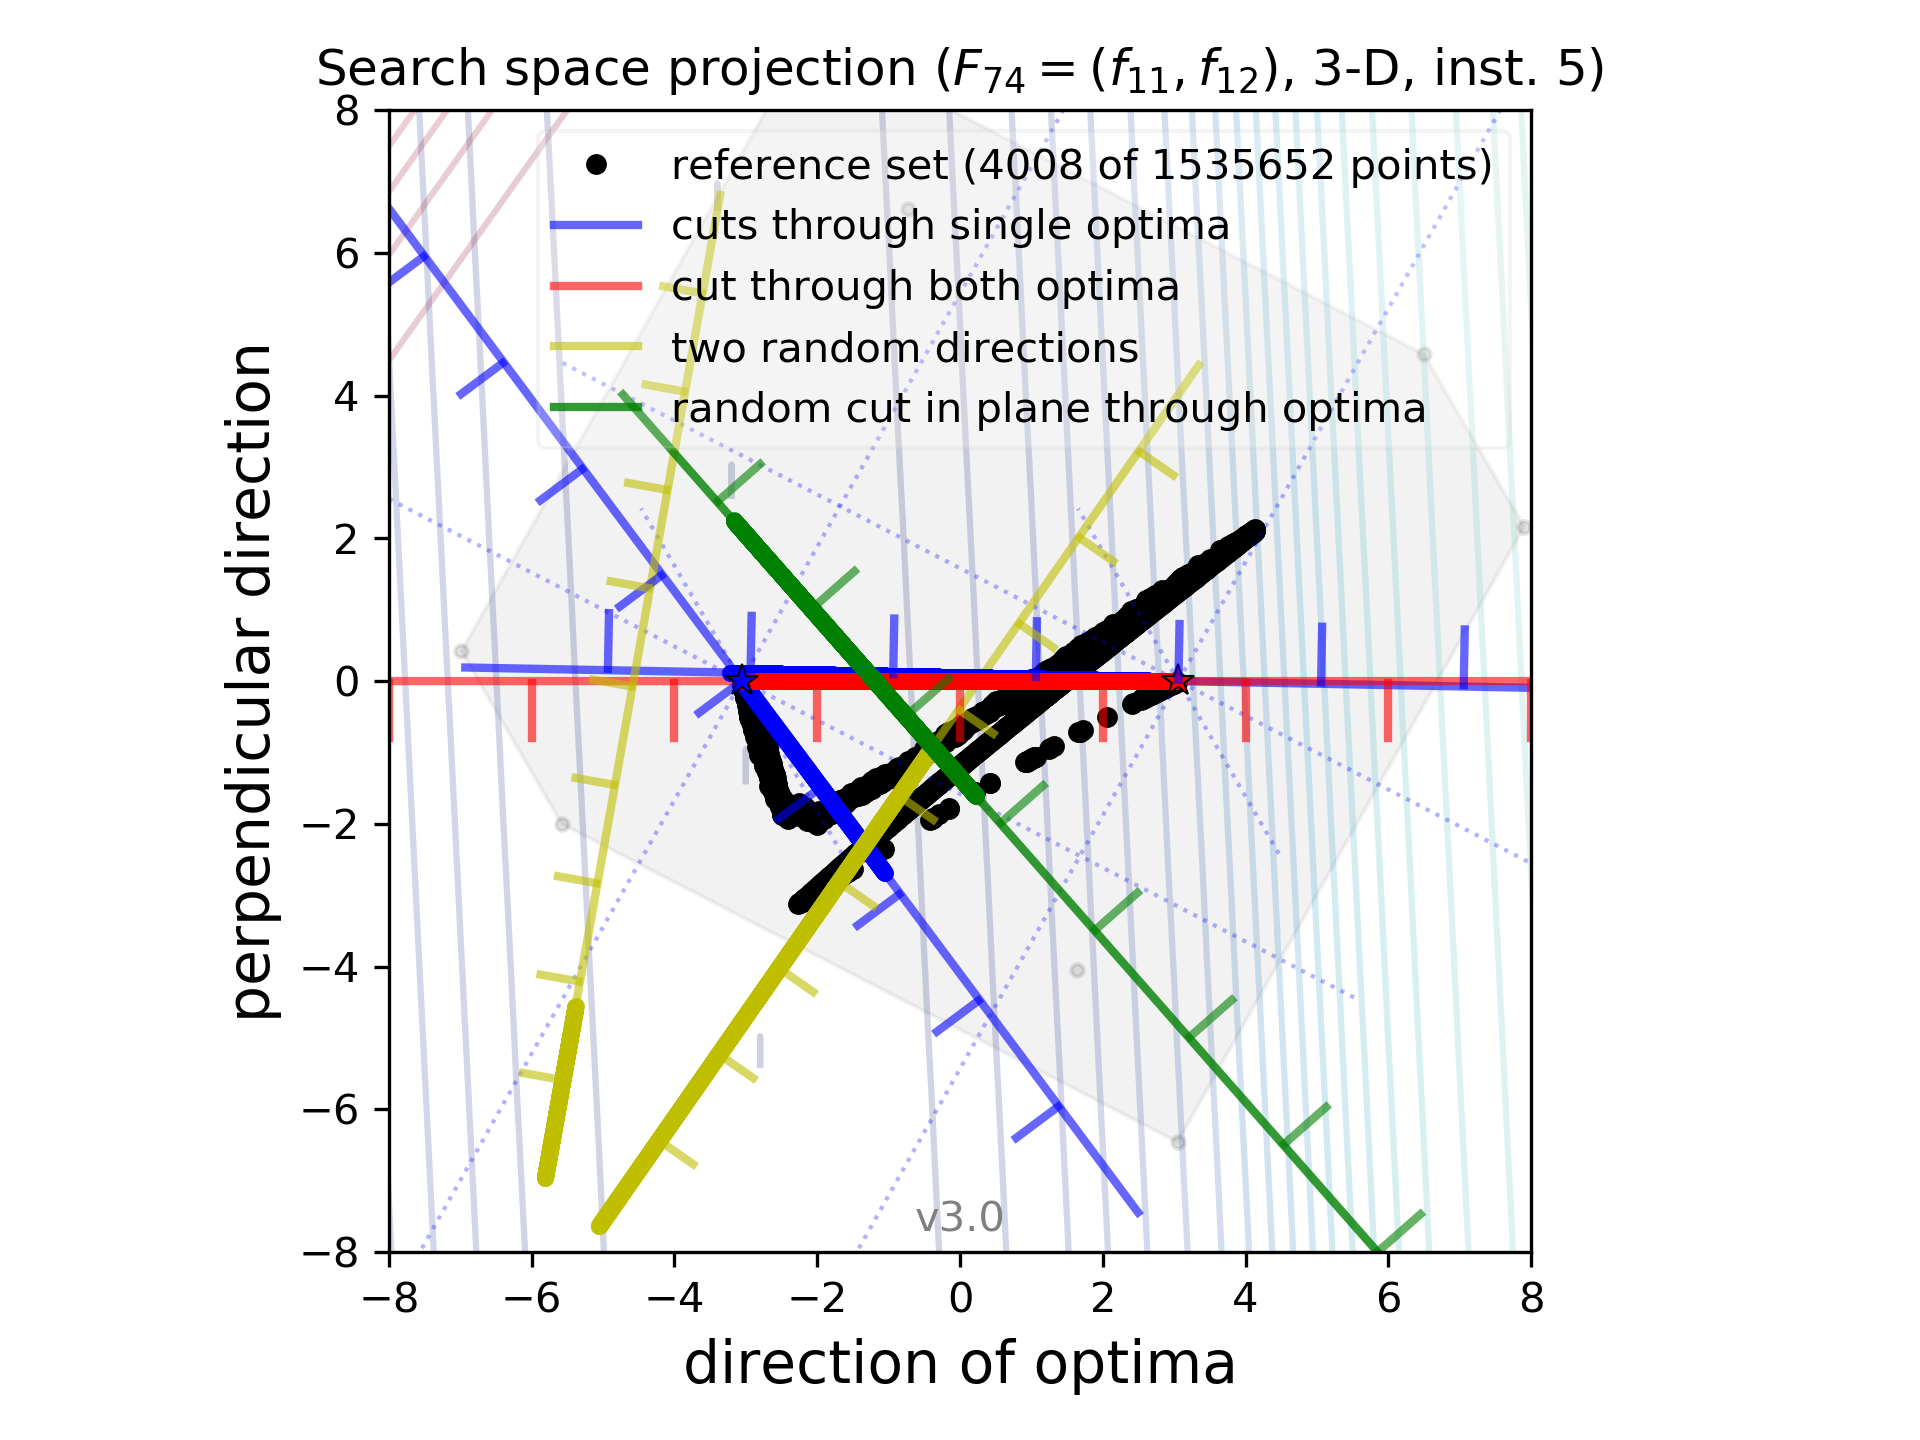 Search space projection (F74 = (f11, f12), 3-D, inst. 5)
8
6
4
2
0
−2
−4
−6
−8
perpendicular direction
reference set (4008 of 1535652 points)
cuts through single optima
cut through both optima
two random directions
random cut in plane through optima
v3.0
−8 −6 −4 −2 0 2 4 6 8
direction of optima